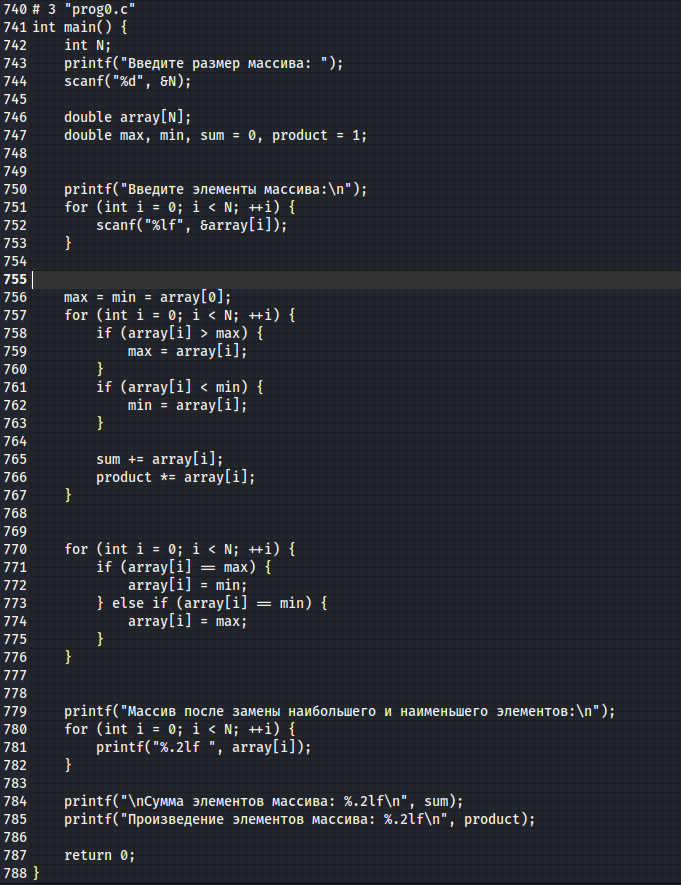 740 # 3 "prog0.c"
741 int main() {
742     int N;
743     printf("Введите размер массива: ");
744     scanf("%d", &N);
745
746     double array[N];
747     double max, min, sum = 0, product = 1;
748
749
750     printf("Введите элементы массива:\n");
751     for (int i = 0; i < N; ++i) {
752         scanf("%lf", &array[i]);
753     }
754
755
756     max = min = array[0];
757     for (int i = 0; i < N; ++i) {
758         if (array[i] > max) {
759             max = array[i];
760         }
761         if (array[i] < min) {
762             min = array[i];
763         }
764
765         sum += array[i];
766         product *= array[i];
767     }
768
769
770     for (int i = 0; i < N; ++i) {
771         if (array[i] == max) {
772             array[i] = min;
773         } else if (array[i] == min) {
774             array[i] = max;
775         }
776     }
777
778
779     printf("Массив после замены наибольшего и наименьшего элементов:\n");
780     for (int i = 0; i < N; ++i) {
781         printf("%.2lf ", array[i]);
782     }
783
784     printf("\nСумма элементов массива: %.2lf\n", sum);
785     printf("Произведение элементов массива: %.2lf\n", product);
786
787     return 0;
788 }